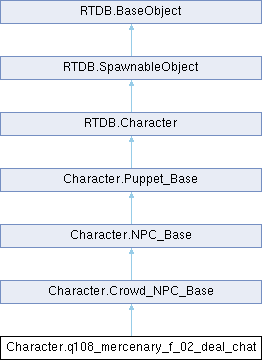 RTDB.BaseObject
RTDB.SpawnableObject
RTDB.Character
Character.Puppet_Base
Character.NPC_Base
Character.Crowd_NPC_Base
Character.q108_mercenary_f_02_deal_chat